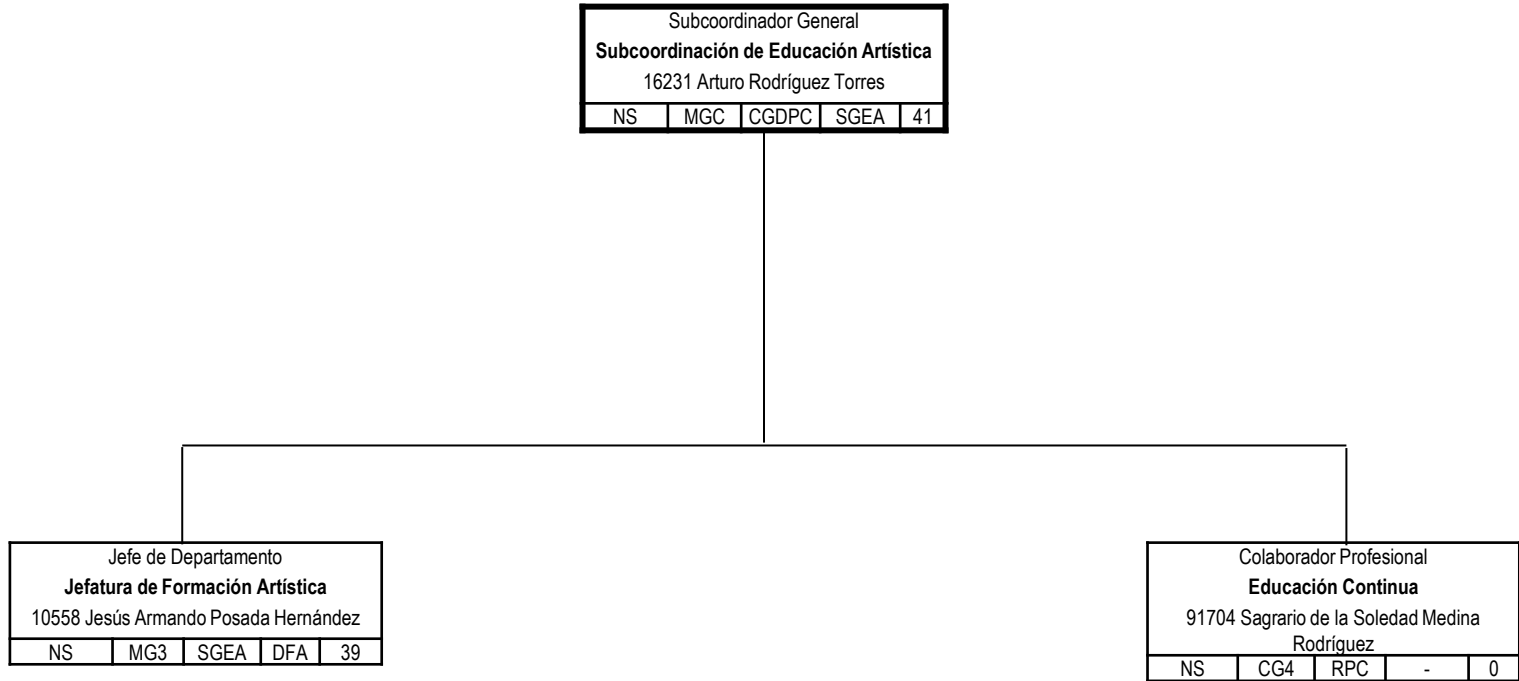 Subcoordinador General
Subcoordinación de Educación Artística
16231 Arturo Rodríguez Torres
NS MGC CGDPC SGEA 41
Jefe de Departamento
Jefatura de Formación Artística
10558 Jesús Armando Posada Hernández
NS MG3 SGEA DFA 39
Colaborador Profesional
Educación Continua
91704 Sagrario de la Soledad Medina
Rodríguez
NS CG4 RPC - 0